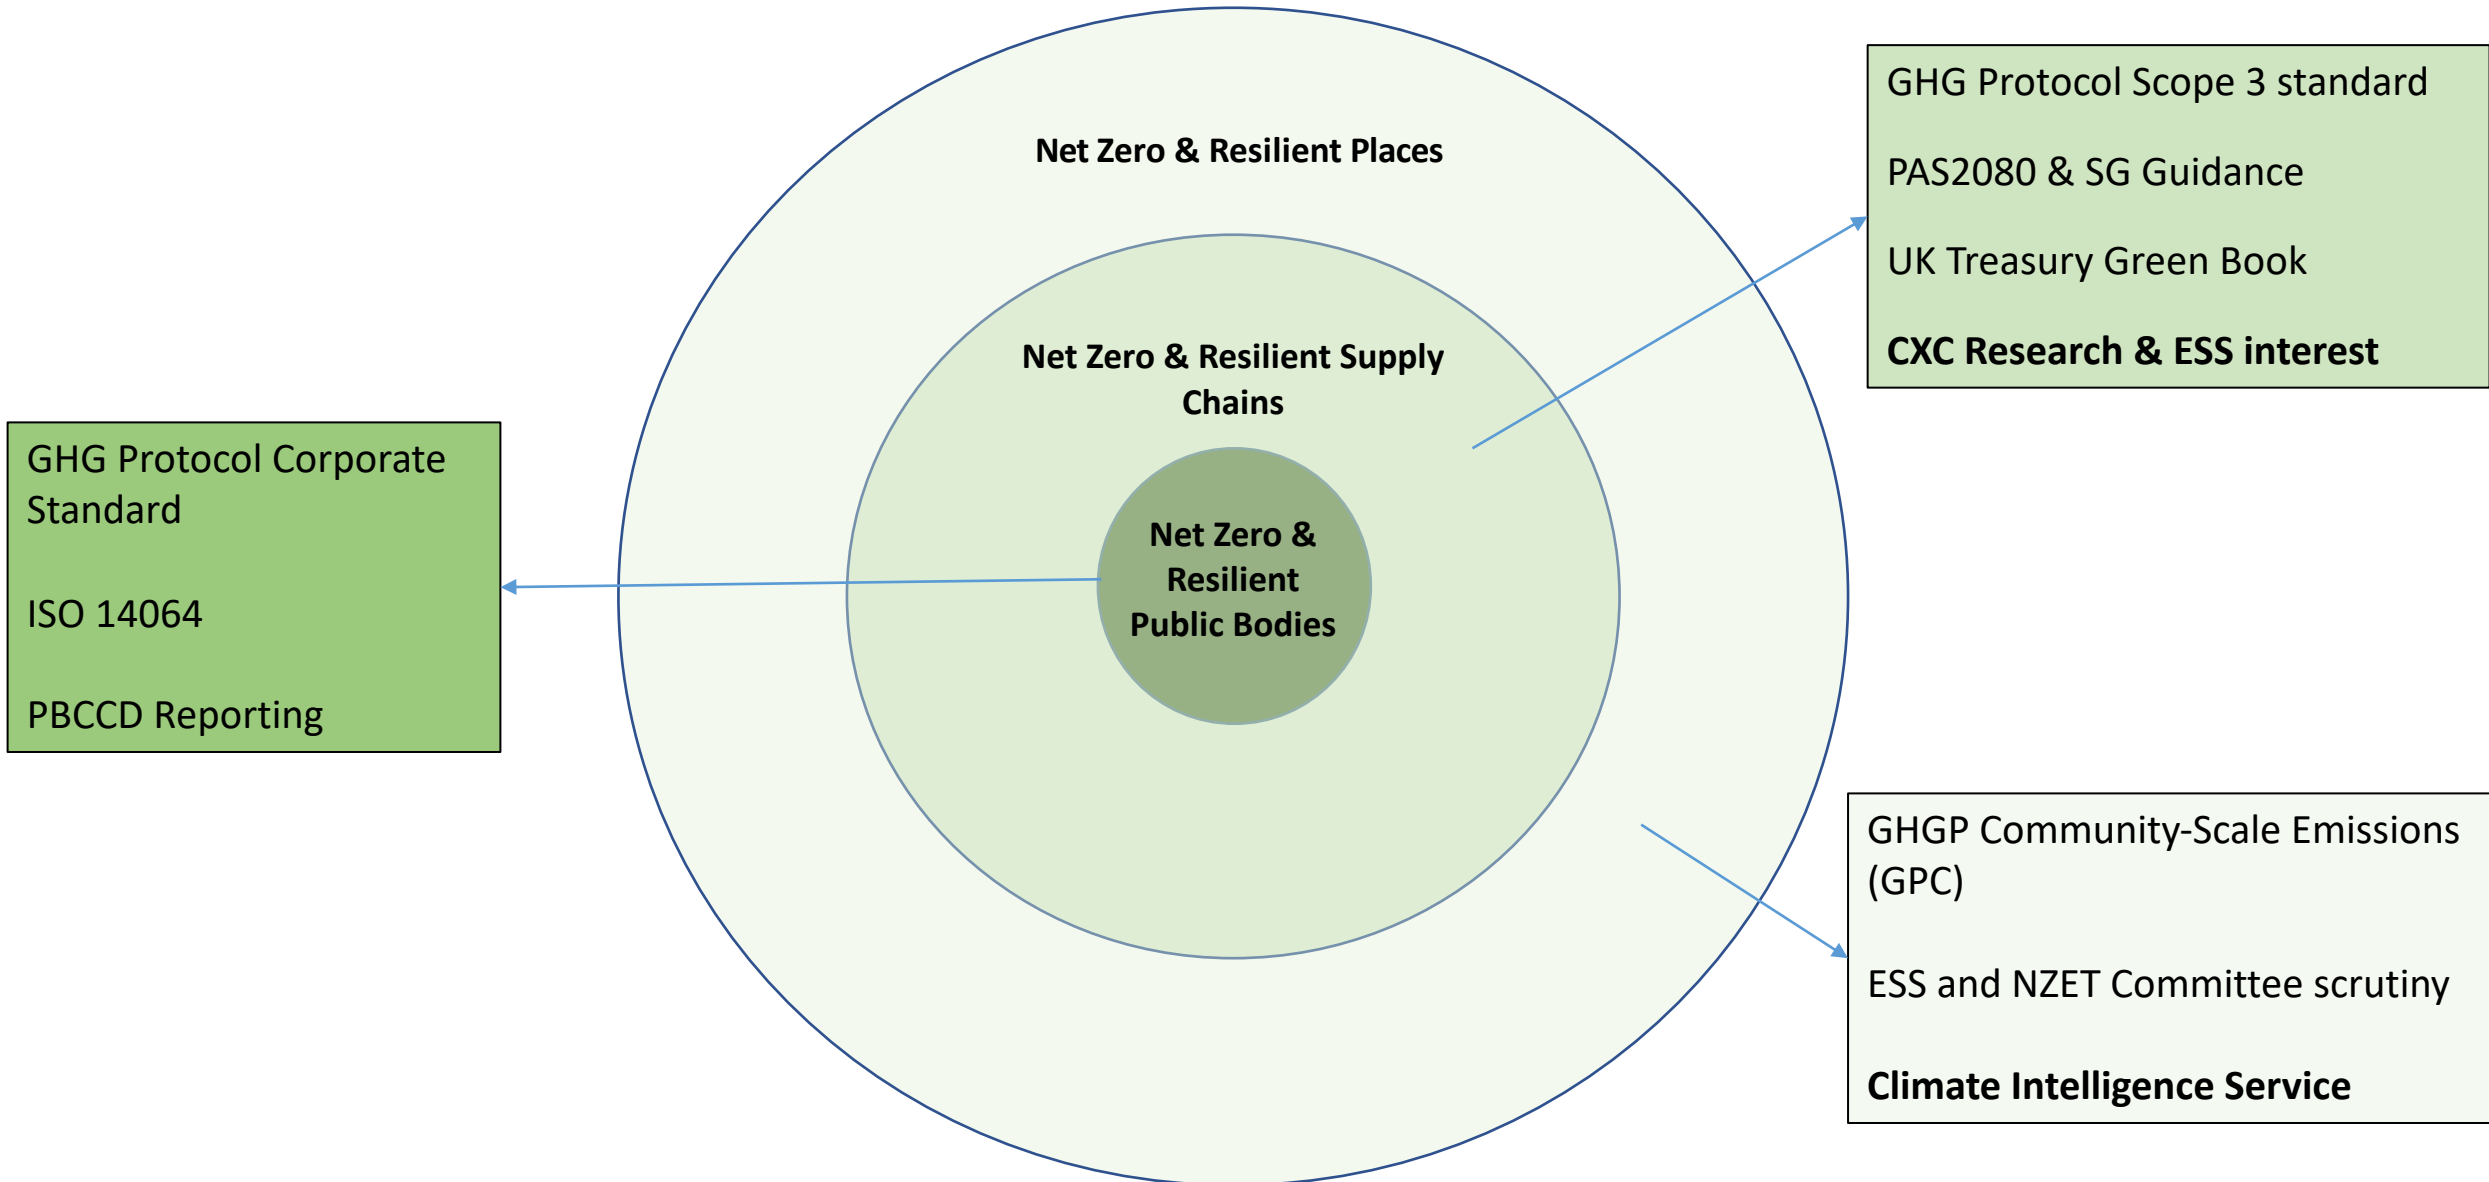 Net Zero & Resilient Places
Net Zero & Resilient Supply
Chains
Net Zero &
Resilient
Public Bodies
GHG Protocol Corporate
Standard
ISO 14064
PBCCD Reporting
GHG Protocol Scope 3 standard
PAS2080 & SG Guidance
UK Treasury Green Book
CXC Research & ESS interest
GHGP Community-Scale Emissions
(GPC)
ESS and NZET Committee scrutiny
Climate Intelligence Service